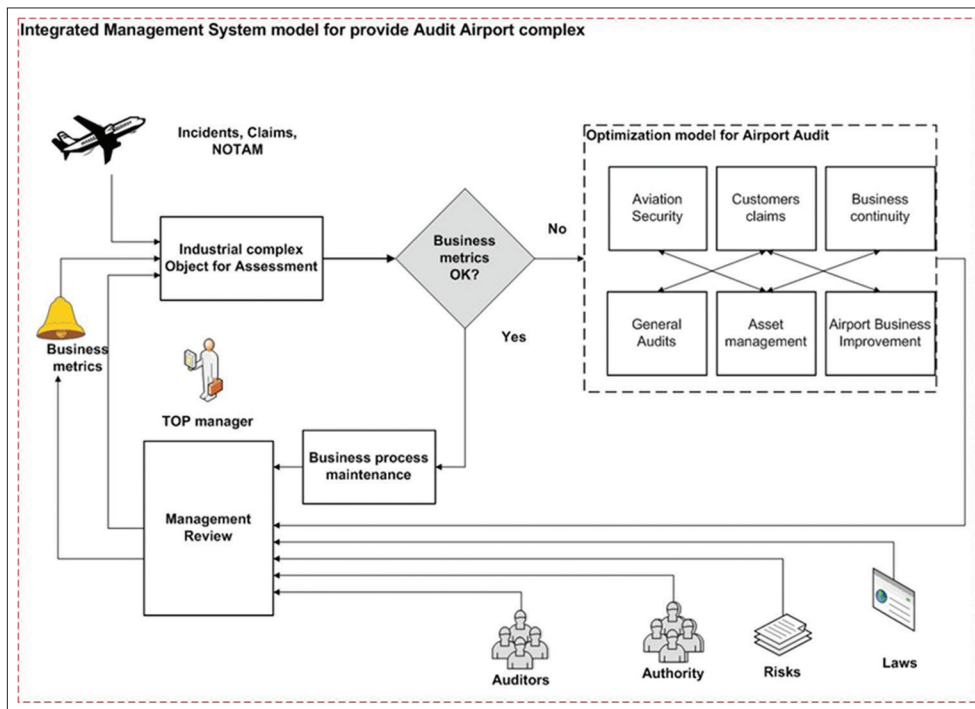 Integrated Management System model for provide Audit Airport complex
Incidents, Claims,
NOTAM
Optimization model for Airport Audit
Aviation
Security
Customers
claims
Business
continuity
Industrial complex
Object for Assessment
Business
metrics
OK?
No
Yes
General
Audits
Asset
management
Airport Business
Improvement
Business
metrics
TOP manager
Business process
maintenance
Management
Review
Auditors
Authority
Risks
Laws